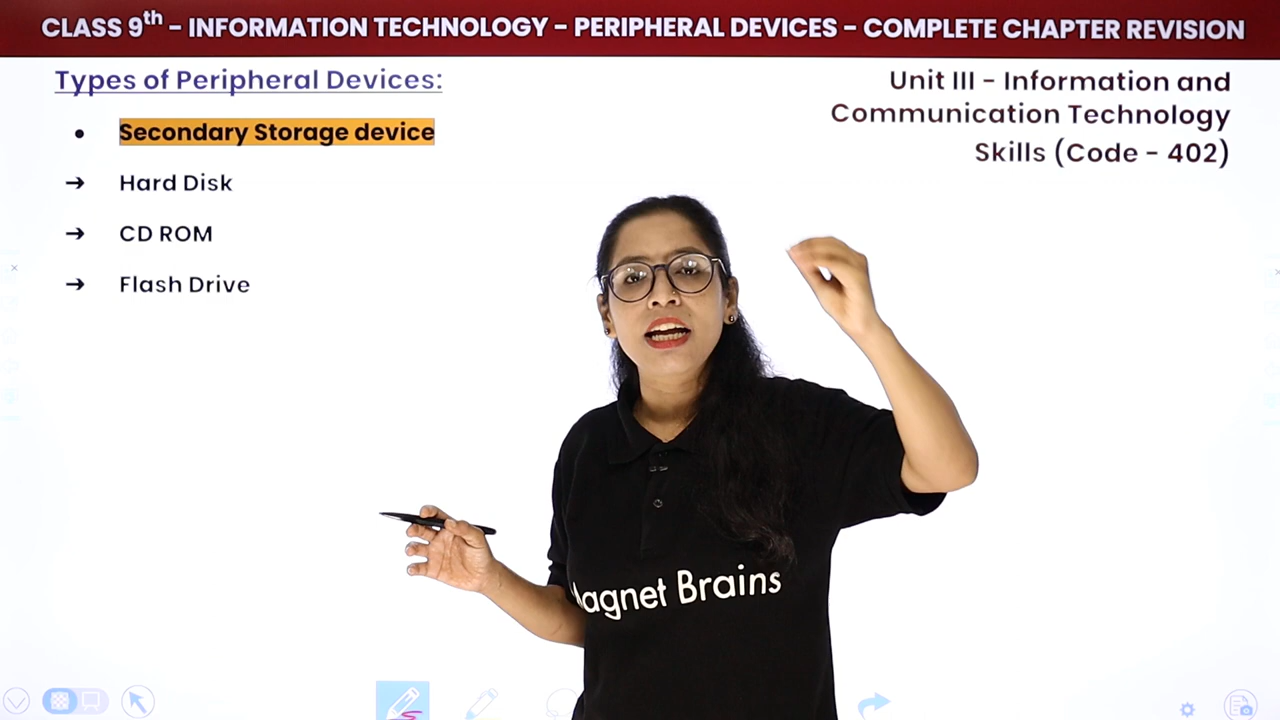 CLASS 9th – INFORMATION TECHNOLOGY – PERIPHERAL DEVICES – COMPLETE CHAPTER REVISION
Types of Peripheral Devices:
Unit III – Information and
Communication Technology
Skills (Code – 402)
• Secondary Storage device
→ Hard Disk
→ CD ROM
→ Flash Drive
agnet Brains